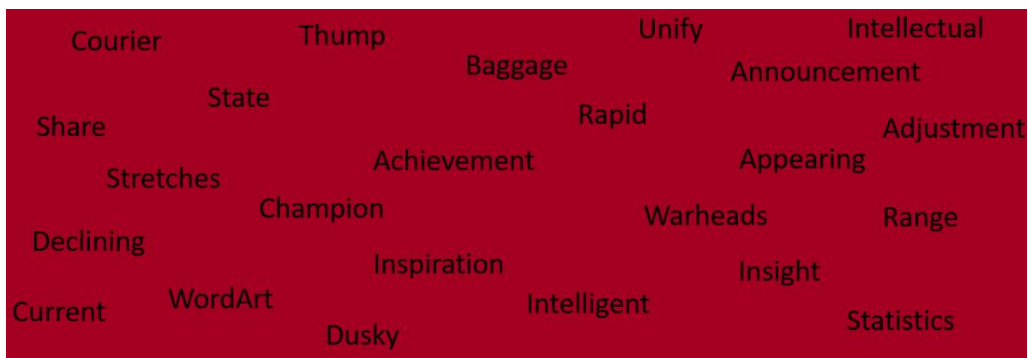 Courier
Thump
Unify
Intellectual
Baggage
Announcement
State
Rapid
Share
Adjustment
Achievement
Appearing
Stretches
Champion
Warheads
Range
Declining
Inspiration
Insight
WordArt
Intelligent
Current
Statistics
Dusky